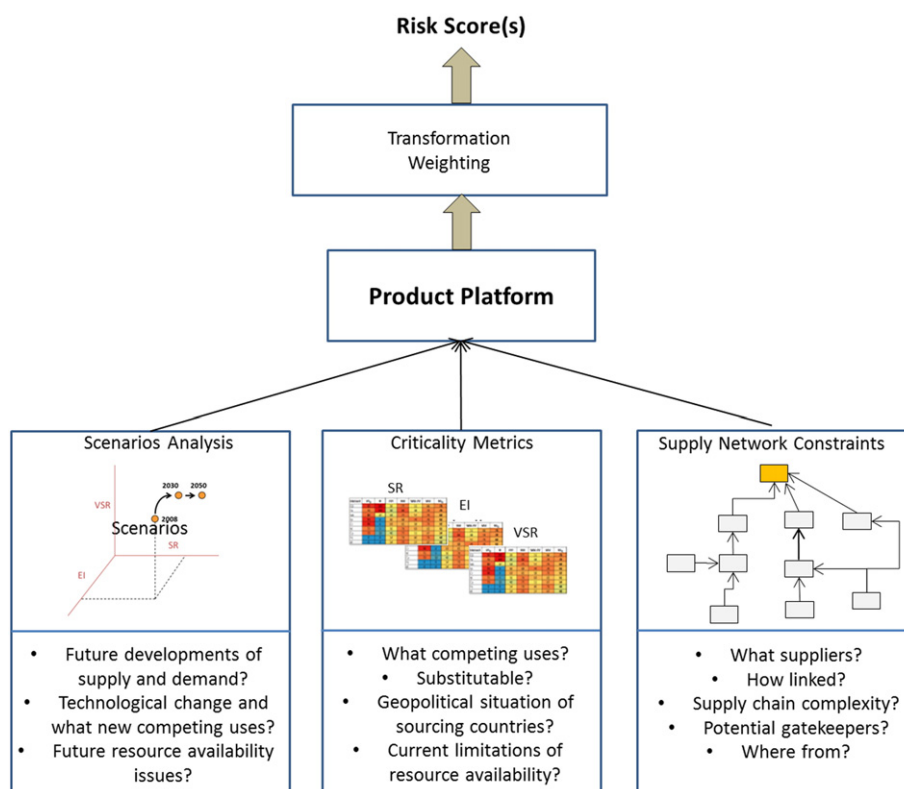 Risk Score(s)
Transformation
Weighting
Product Platform
Scenarios Analysis
VSR
2030
2050
2008
Scenarios
SR
EI
• Future developments of
supply and demand?
• Technological change and
what new competing uses?
• Future resource availability
issues?
Criticality Metrics
SR
EI
VSR
• What competing uses?
• Substitutable?
• Geopolitical situation of
sourcing countries?
• Current limitations of
resource availability?
Supply Network Constraints
• What suppliers?
• How linked?
• Supply chain complexity?
• Potential gatekeepers?
• Where from?